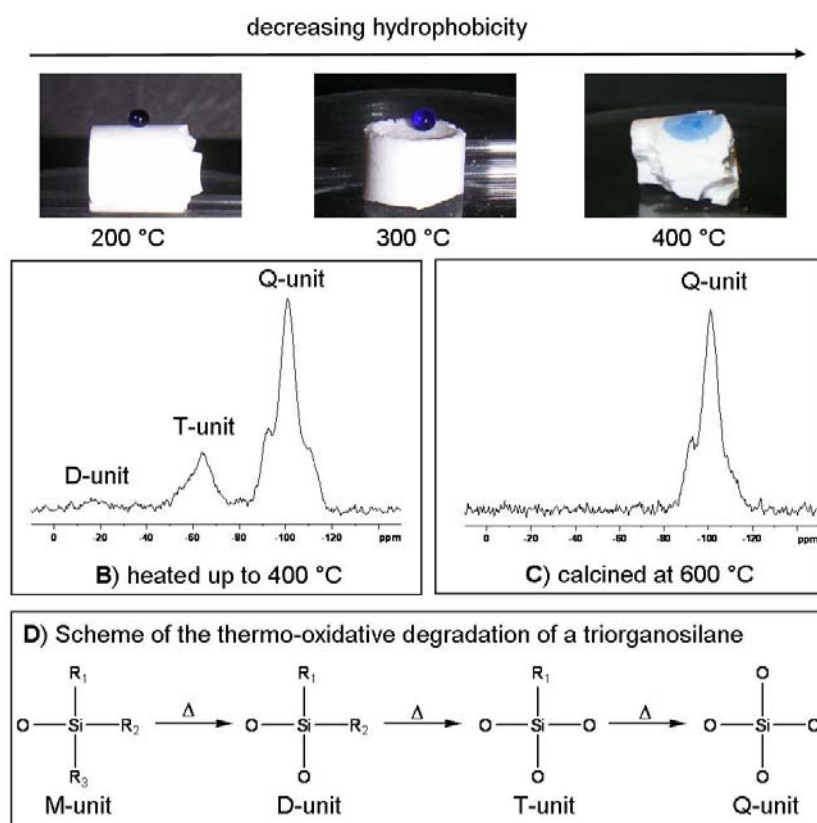 decreasing hydrophobicity
200 °C 300 °C 400 °C
Q-unit
T-unit
D-unit
0 -20 -40 -60 -80 -100 -120 ppm
B) heated up to 400 °C
Q-unit
0 -20 -40 -60 -80 -100 -120 ppm
C) calcined at 600 °C
D) Scheme of the thermo-oxidative degradation of a triorganosilane
R1 R1 R1 O
Δ Δ Δ
O Si R2 O Si R2 O Si O O Si O
R3 O O O
M-unit D-unit T-unit Q-unit